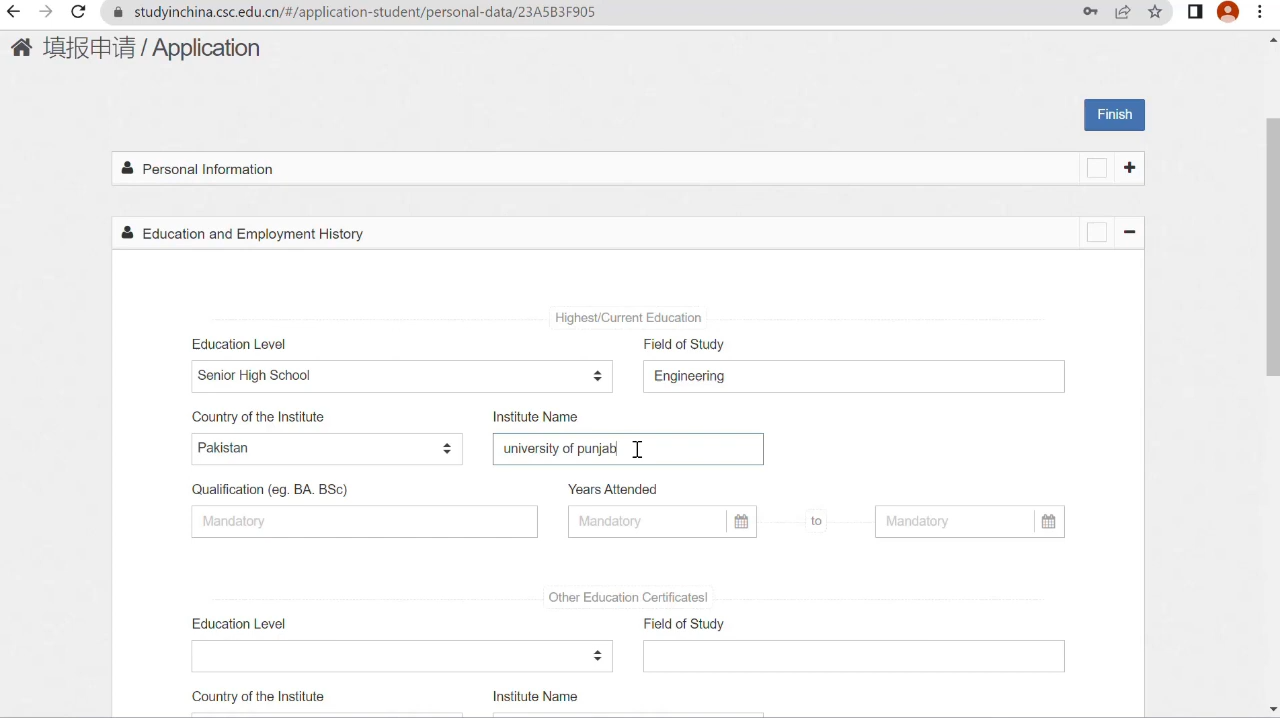 studyinchina.csc.edu.cn/#/application-student/personal-data/23A5B3F905
填报申请 / Application
Finish
Personal Information
Education and Employment History
Highest/Current Education
Education Level Field of Study
Senior High School Engineering
Country of the Institute Institute Name
Pakistan university of punjab
Qualification (eg. BA. BSc) Years Attended
Mandatory Mandatory to Mandatory
Other Education Certificates!
Education Level Field of Study
Country of the Institute Institute Name